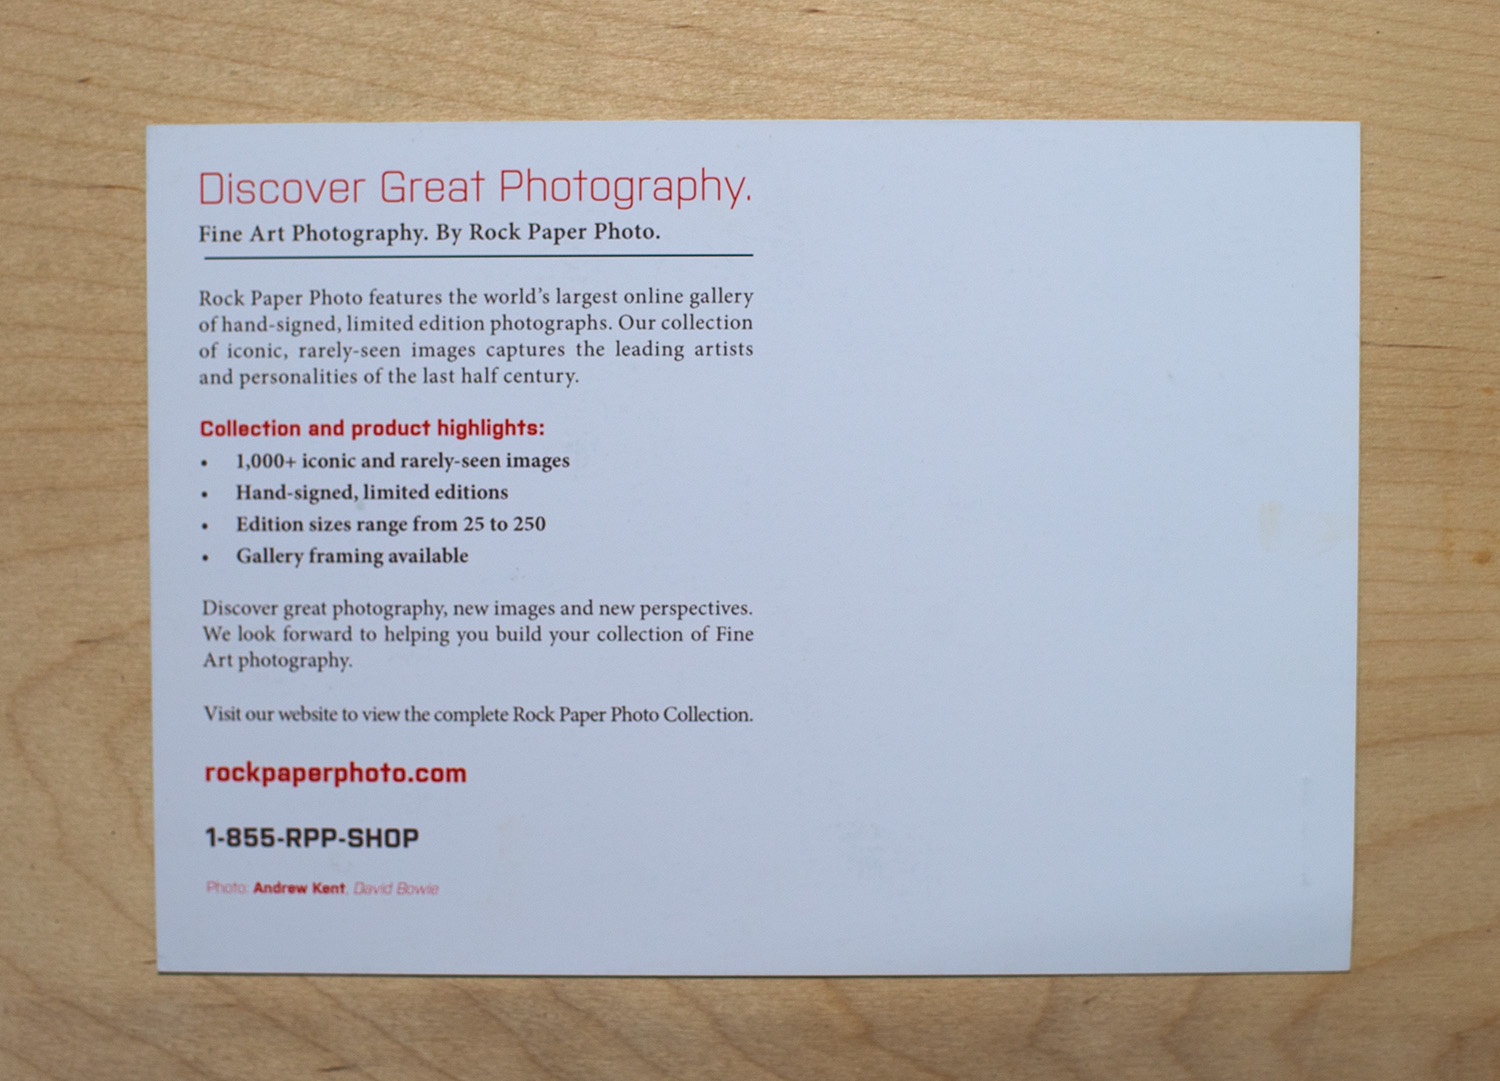 Discover Great Photography.
Fine Art Photography. By Rock Paper Photo.
Rock Paper Photo features the world's largest online gallery
of hand-signed, limited edition photographs. Our collection
of iconic, rarely-seen images captures the leading artists
and personalities of the last half century.
Collection and product highlights:
• 1,000+ iconic and rarely-seen images
• Hand-signed, limited editions
• Edition sizes range from 25 to 250
• Gallery framing available
Discover great photography, new images and new perspectives.
We look forward to helping you build your collection of Fine
Art photography.
Visit our website to view the complete Rock Paper Photo Collection.
rockpaperphoto.com
1-855-RPP-SHOP
Photo: Andrew Kent, David Bowie